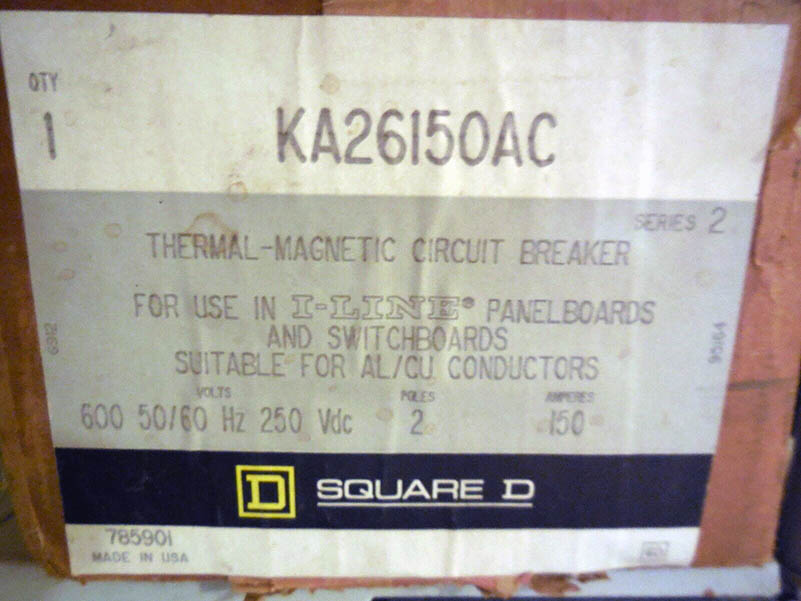 QTY
1
KA26150AC
SERIES 2
THERMAL-MAGNETIC CIRCUIT BREAKER
FOR USE IN I-LINE® PANELBOARDS
AND SWITCHBOARDS
SUITABLE FOR AL/CU CONDUCTORS
VOLTS POLES AMPERES
600 50/60 Hz 250 Vdc 2 150
D SQUARE D
785901
MADE IN USA